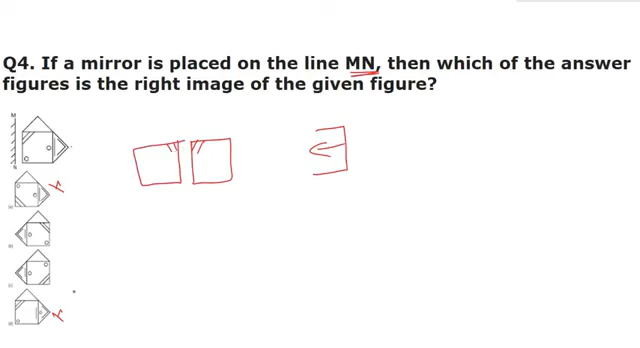 Q4. If a mirror is placed on the line MN, then which of the answer
figures is the right image of the given figure?
M
N
(a)
(b)
(c)
(d)